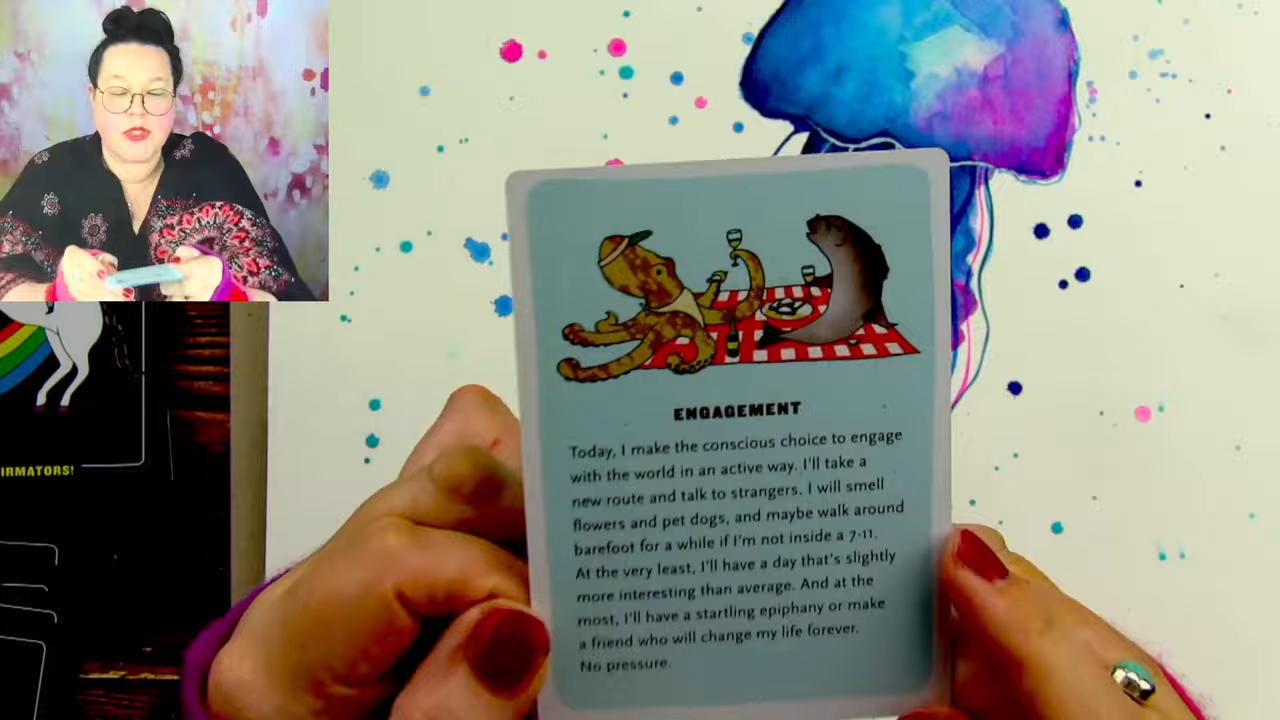 IRMATORS!
ENGAGEMENT
Today, I make the conscious choice to engage
with the world in an active way. I'll take a
new route and talk to strangers. I will smell
flowers and pet dogs, and maybe walk around
barefoot for a while if I'm not inside a 7-11.
At the very least, I'll have a day that's slightly
more interesting than average. And at the
most, I'll have a startling epiphany or make
a friend who will change my life forever.
No pressure.